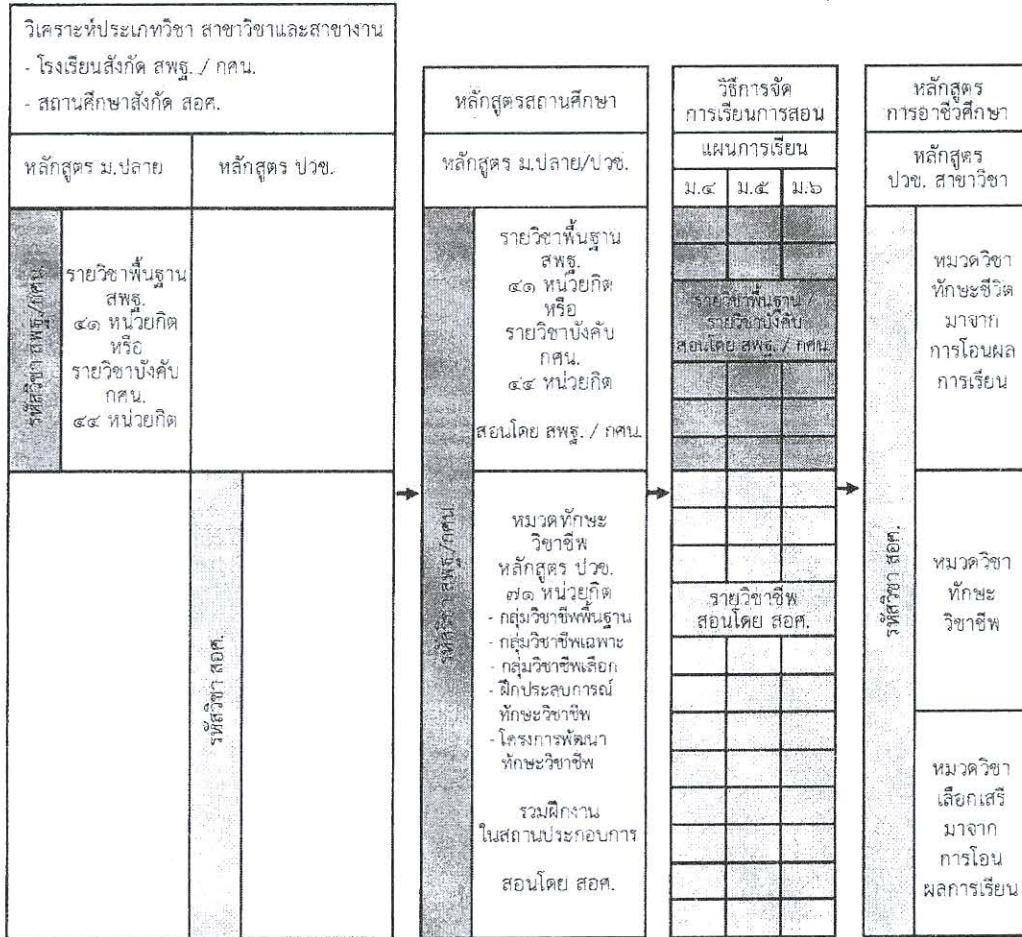 วิเคราะห์ประเภทวิชา สาขาวิชาและสาขางาน
- โรงเรียนสังกัด สพฐ. / กศน.
- สถานศึกษาสังกัด สอศ.
หลักสูตร ม.ปลาย
หลักสูตร ปวช.
รหัสวิชา สพฐ./กศน
รายวิชาพื้นฐาน
สพฐ.
๔๑ หน่วยกิต
หรือ
รายวิชาบังคับ
กศน.
๔๔ หน่วยกิต
รหัสวิชา สอศ.
หลักสูตรสถานศึกษา
หลักสูตร ม.ปลาย/ปวช.
รหัสวิชา สพฐ./กศน
รายวิชาพื้นฐาน
สพฐ.
๔๑ หน่วยกิต
หรือ
รายวิชาบังคับ
กศน.
๔๔ หน่วยกิต
สอนโดย สพฐ. / กศน.
หมวดทักษะ
วิชาชีพ
หลักสูตร ปวช.
๗๑ หน่วยกิต
- กลุ่มวิชาชีพพื้นฐาน
- กลุ่มวิชาชีพเฉพาะ
- กลุ่มวิชาชีพเลือก
- ฝึกประสบการณ์
ทักษะวิชาชีพ
- โครงการพัฒนา
ทักษะวิชาชีพ
รวมฝึกงาน
ในสถานประกอบการ
สอนโดย สอศ.
วิธีการจัด
การเรียนการสอน
แผนการเรียน
ม.๔ ม.๕ ม.๖
รายวิชาพื้นฐาน /
รายวิชาบังคับ
สอนโดย สพฐ. / กศน.
รายวิชาชีพ
สอนโดย สอศ.
หลักสูตร
การอาชีวศึกษา
หลักสูตร
ปวช. สาขาวิชา
รหัสวิชา สอศ.
หมวดวิชา
ทักษะชีวิต
มาจาก
การโอนผล
การเรียน
หมวดวิชา
ทักษะ
วิชาชีพ
หมวดวิชา
เลือกเสรี
มาจาก
การโอน
ผลการเรียน